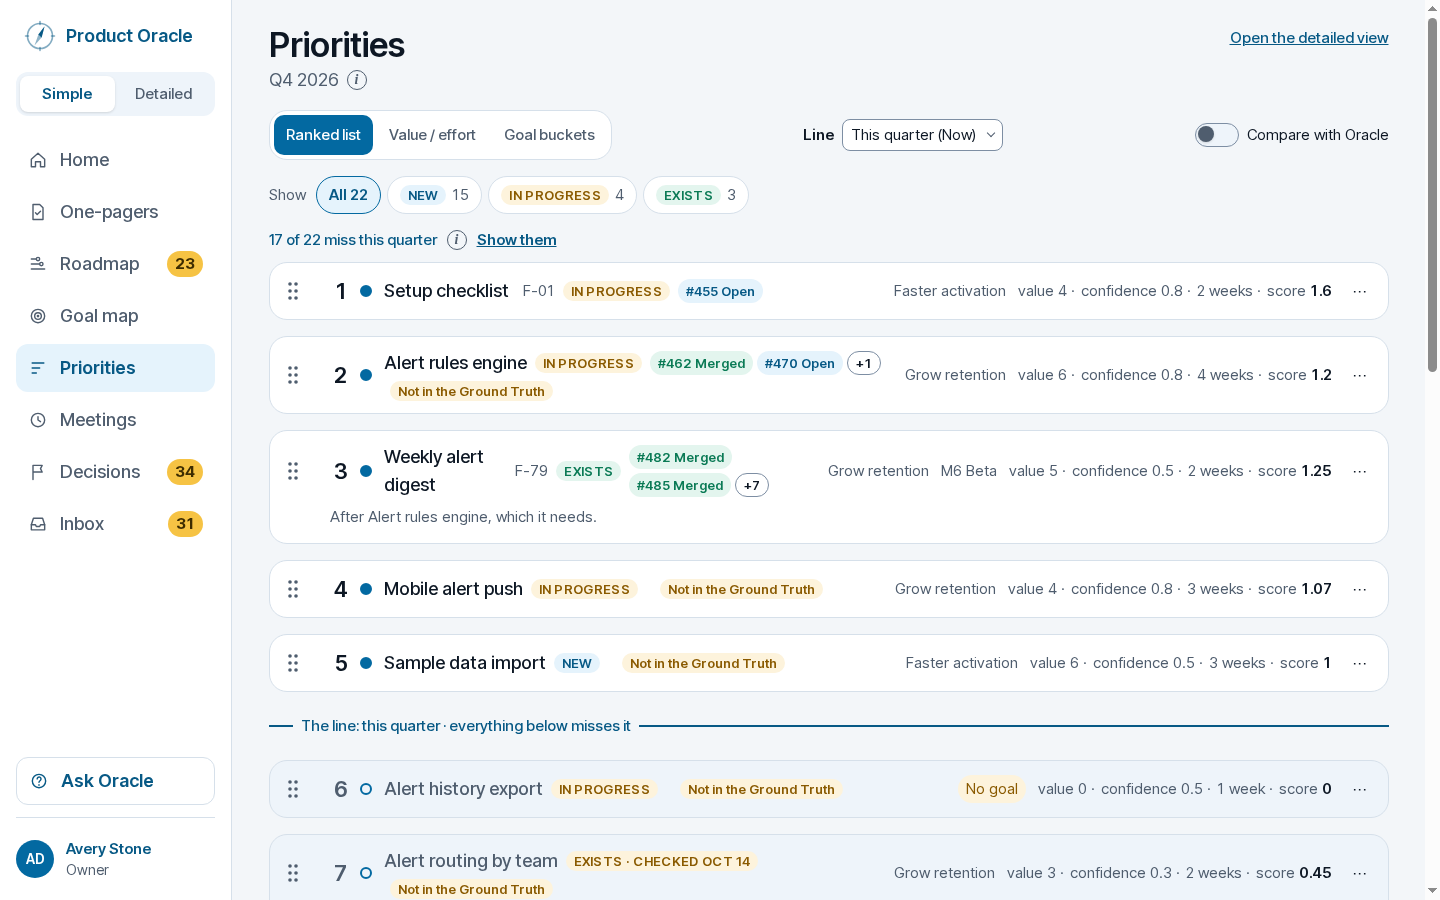 Product Oracle
Simple
Detailed
Home
One-pagers
Roadmap 23
Goal map
Priorities
Meetings
Decisions 34
Inbox 31
Ask Oracle
AD
Avery Stone
Owner
Priorities
Open the detailed view
Q4 2026 i
Ranked list
Value / effort
Goal buckets
Line This quarter (Now)
Compare with Oracle
Show All 22 NEW 15 IN PROGRESS 4 EXISTS 3
17 of 22 miss this quarter i Show them
1 Setup checklist F-01 IN PROGRESS #455 Open Faster activation value 4 · confidence 0.8 · 2 weeks · score 1.6 ···
2 Alert rules engine IN PROGRESS #462 Merged #470 Open +1
Not in the Ground Truth
Grow retention value 6 · confidence 0.8 · 4 weeks · score 1.2 ···
3 Weekly alert digest F-79 EXISTS #482 Merged
#485 Merged +7
Grow retention M6 Beta value 5 · confidence 0.5 · 2 weeks · score 1.25 ···
After Alert rules engine, which it needs.
4 Mobile alert push IN PROGRESS Not in the Ground Truth Grow retention value 4 · confidence 0.8 · 3 weeks · score 1.07 ···
5 Sample data import NEW Not in the Ground Truth Faster activation value 6 · confidence 0.5 · 3 weeks · score 1 ···
The line: this quarter · everything below misses it
6 Alert history export IN PROGRESS Not in the Ground Truth No goal value 0 · confidence 0.5 · 1 week · score 0 ···
7 Alert routing by team EXISTS · CHECKED OCT 14
Not in the Ground Truth
Grow retention value 3 · confidence 0.3 · 2 weeks · score 0.45 ···